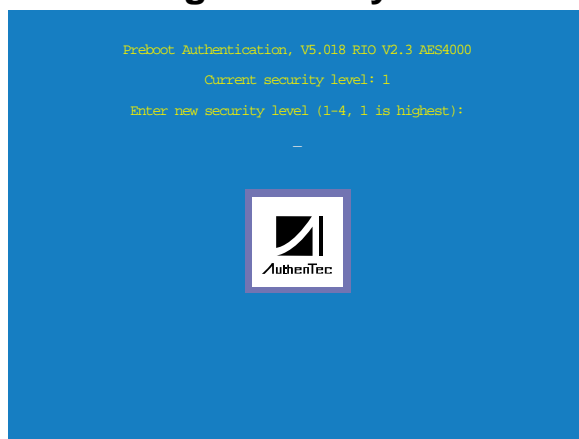 Preboot Authentication, V5.018 RIO V2.3 AES4000
Current security level: 1
Enter new security level (1-4, 1 is highest):
_
AuthenTec